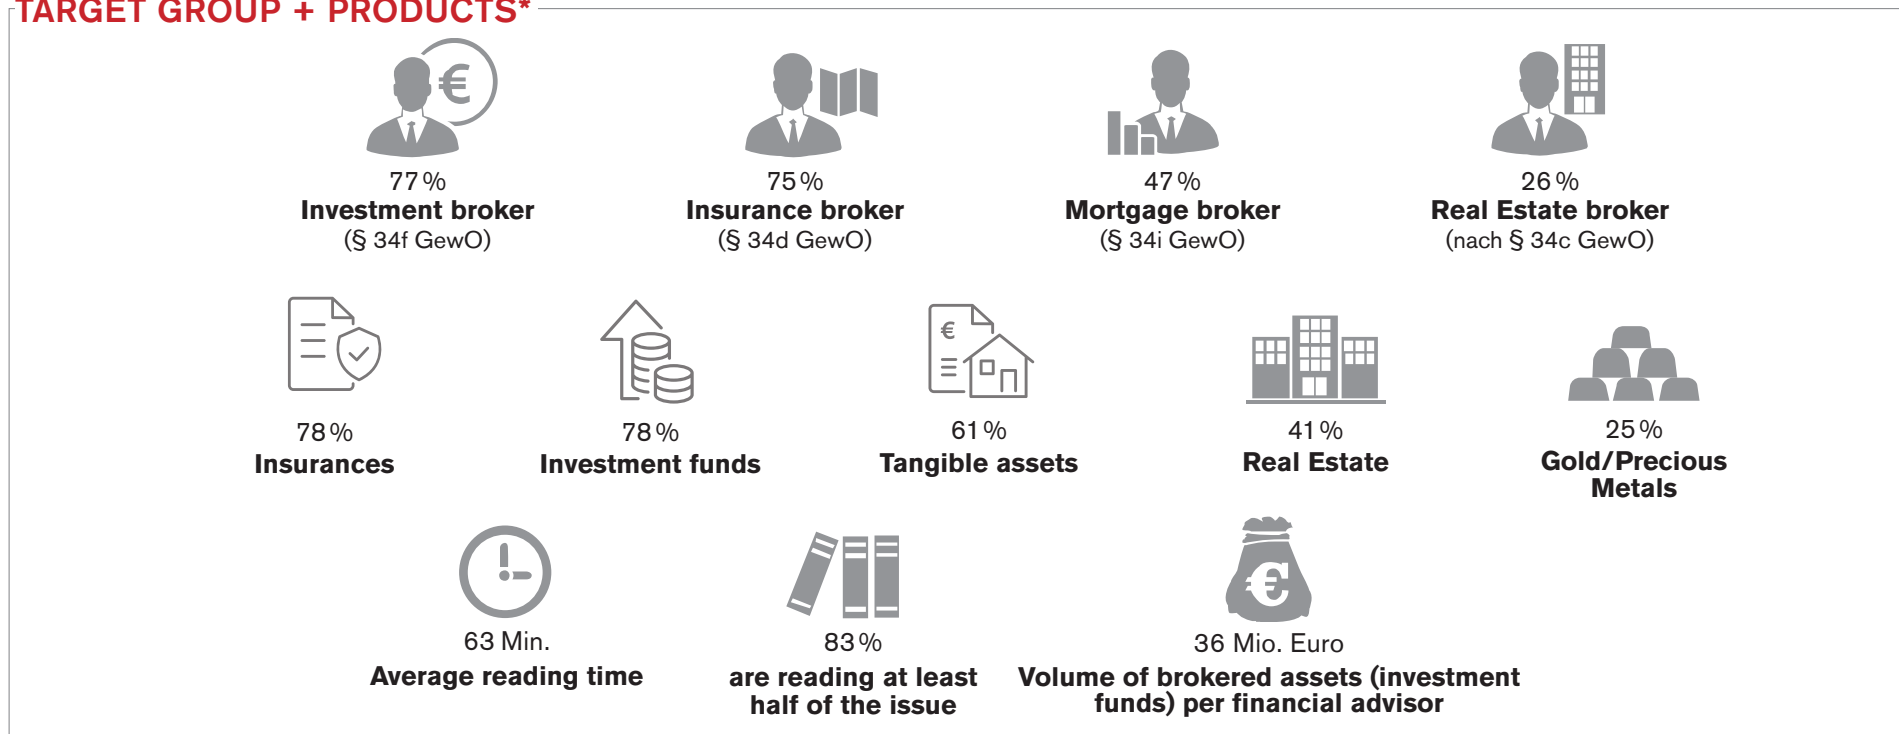 TARGET GROUP + PRODUCTS*
€
77 %
Investment broker
(§ 34f GewO)
75 %
Insurance broker
(§ 34d GewO)
47 %
Mortgage broker
(§ 34i GewO)
26 %
Real Estate broker
(nach § 34c GewO)
78 %
Insurances
78 %
Investment funds
€
61 %
Tangible assets
41 %
Real Estate
25 %
Gold/Precious
Metals
63 Min.
Average reading time
83 %
are reading at least
half of the issue
€
36 Mio. Euro
Volume of brokered assets (investment
funds) per financial advisor